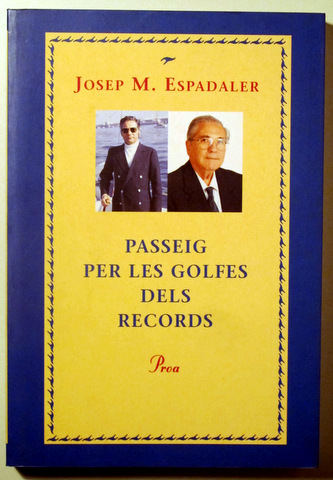 JOSEP M. ESPADALER
PASSEIG
PER LES GOLFES
DELS
RECORDS
Proa